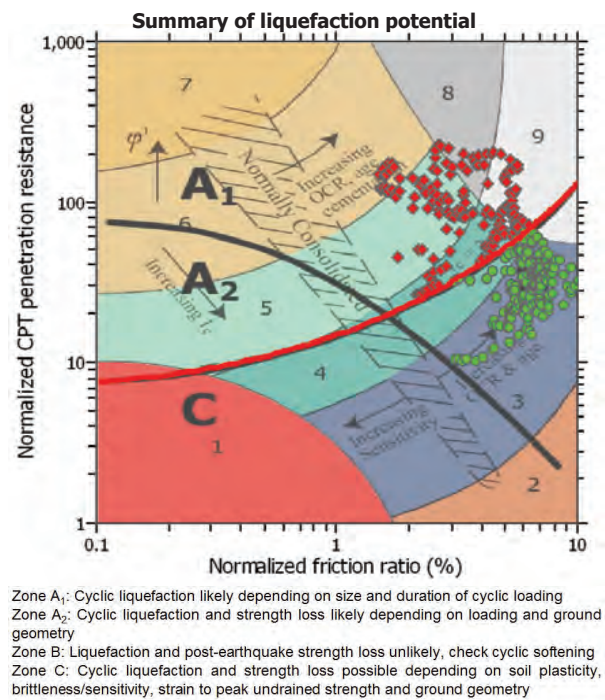 Summary of liquefaction potential
1,000
7
8
9
φ'
Increasing
OCR, age
cementation
Normalized CPT penetration resistance
A1
100
Normally Consolidated
6
A2
Increasing Ic
5
10
4
Increasing
OCR & age
C
3
1
Increasing
Sensitivity
2
1
0.1
1
10
Normalized friction ratio (%)
Zone A1: Cyclic liquefaction likely depending on size and duration of cyclic loading
Zone A2: Cyclic liquefaction and strength loss likely depending on loading and ground
geometry
Zone B: Liquefaction and post-earthquake strength loss unlikely, check cyclic softening
Zone C: Cyclic liquefaction and strength loss possible depending on soil plasticity,
brittleness/sensitivity, strain to peak undrained strength and ground geometry